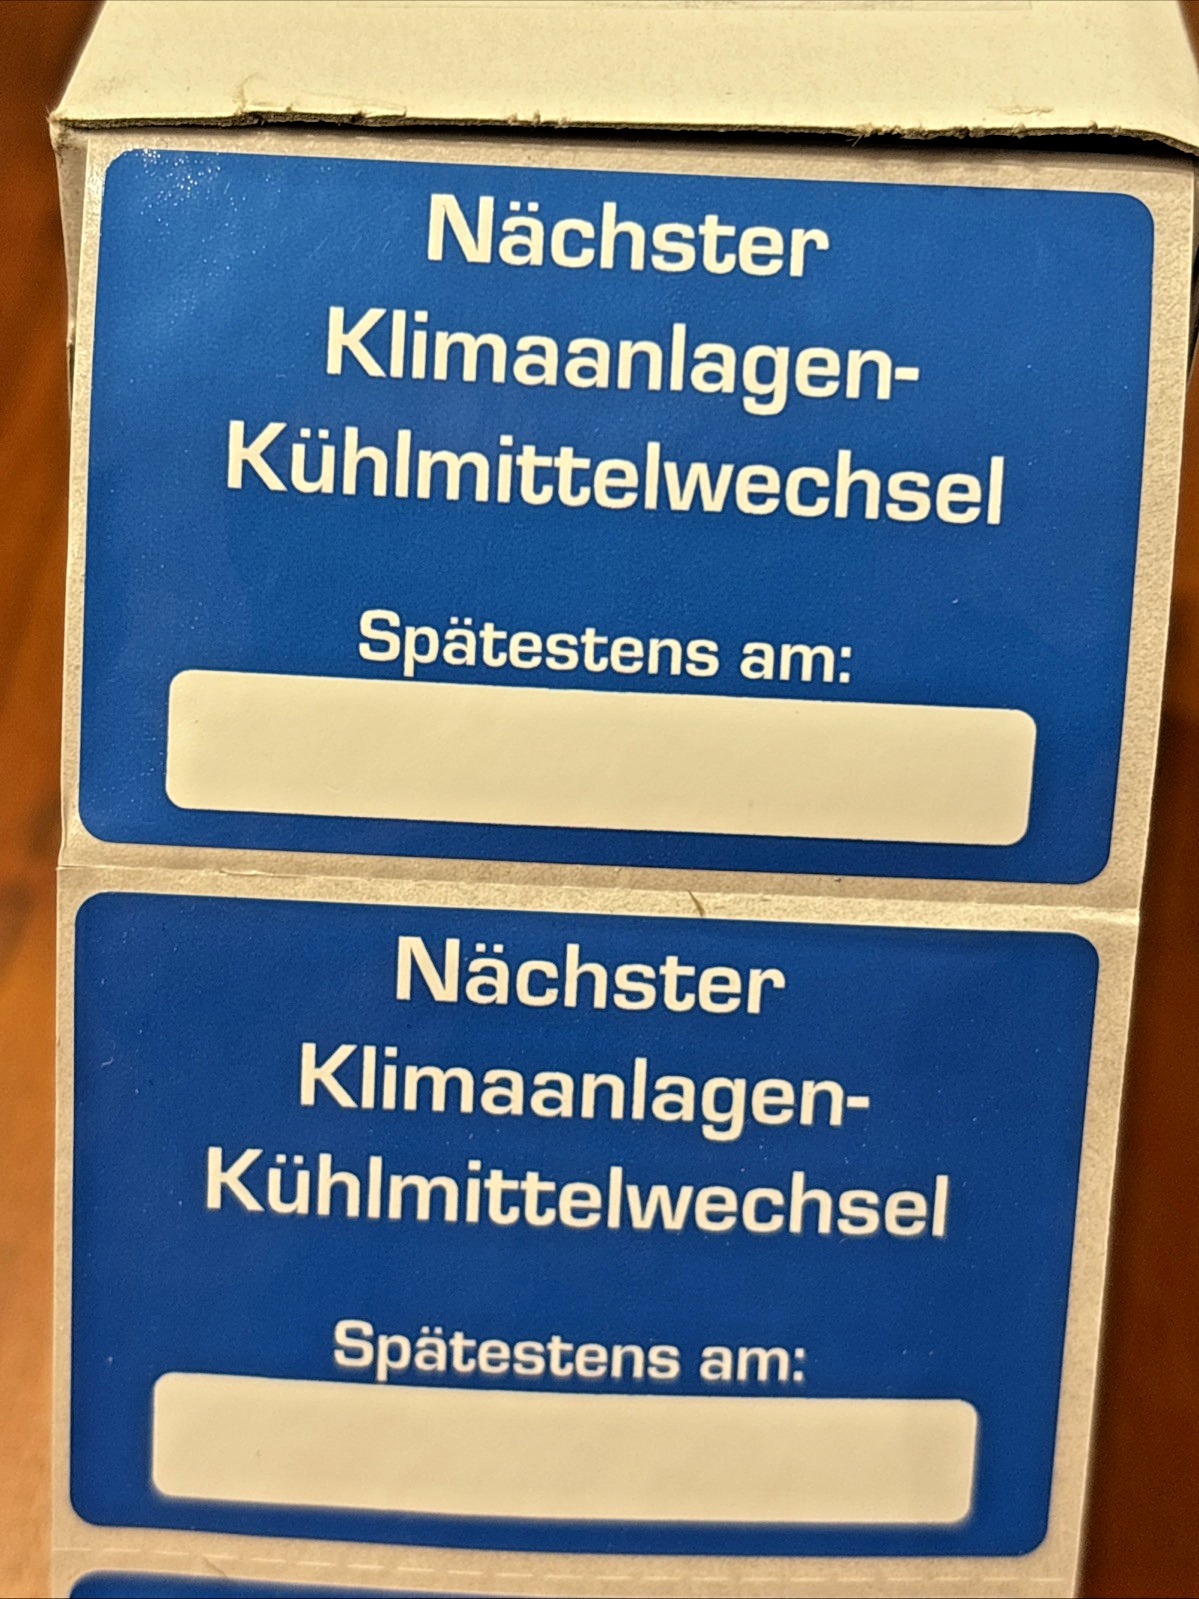 Nächster
Klimaanlagen-
Kühlmittelwechsel
Spätestens am:
Nächster
Klimaanlagen-
Kühlmittelwechsel
Spätestens am: